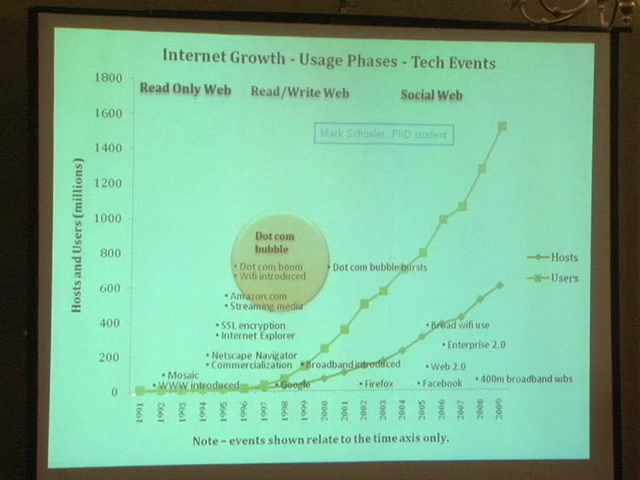 Internet Growth - Usage Phases - Tech Events
Read Only Web
Read/Write Web
Social Web
Mark Schueler, PhD student
Hosts and Users (millions)
1800
1600
1400
1200
1000
800
600
400
200
0
Dot com
bubble
• Dot com boom
• Wifi introduced
• Dot com bubble bursts
• Amazon.com
• Streaming media
• SSL encryption
• Internet Explorer
• Netscape Navigator
• Commercialization
• Broadband introduced
• Mosaic
• WWW introduced
• Google
• Firefox
• Broad wifi use
• Enterprise 2.0
• Web 2.0
• Facebook
• 400m broadband subs
Hosts
Users
1991
1992
1993
1994
1995
1996
1997
1998
1999
2000
2001
2002
2003
2004
2005
2006
2007
2008
2009
Note – events shown relate to the time axis only.